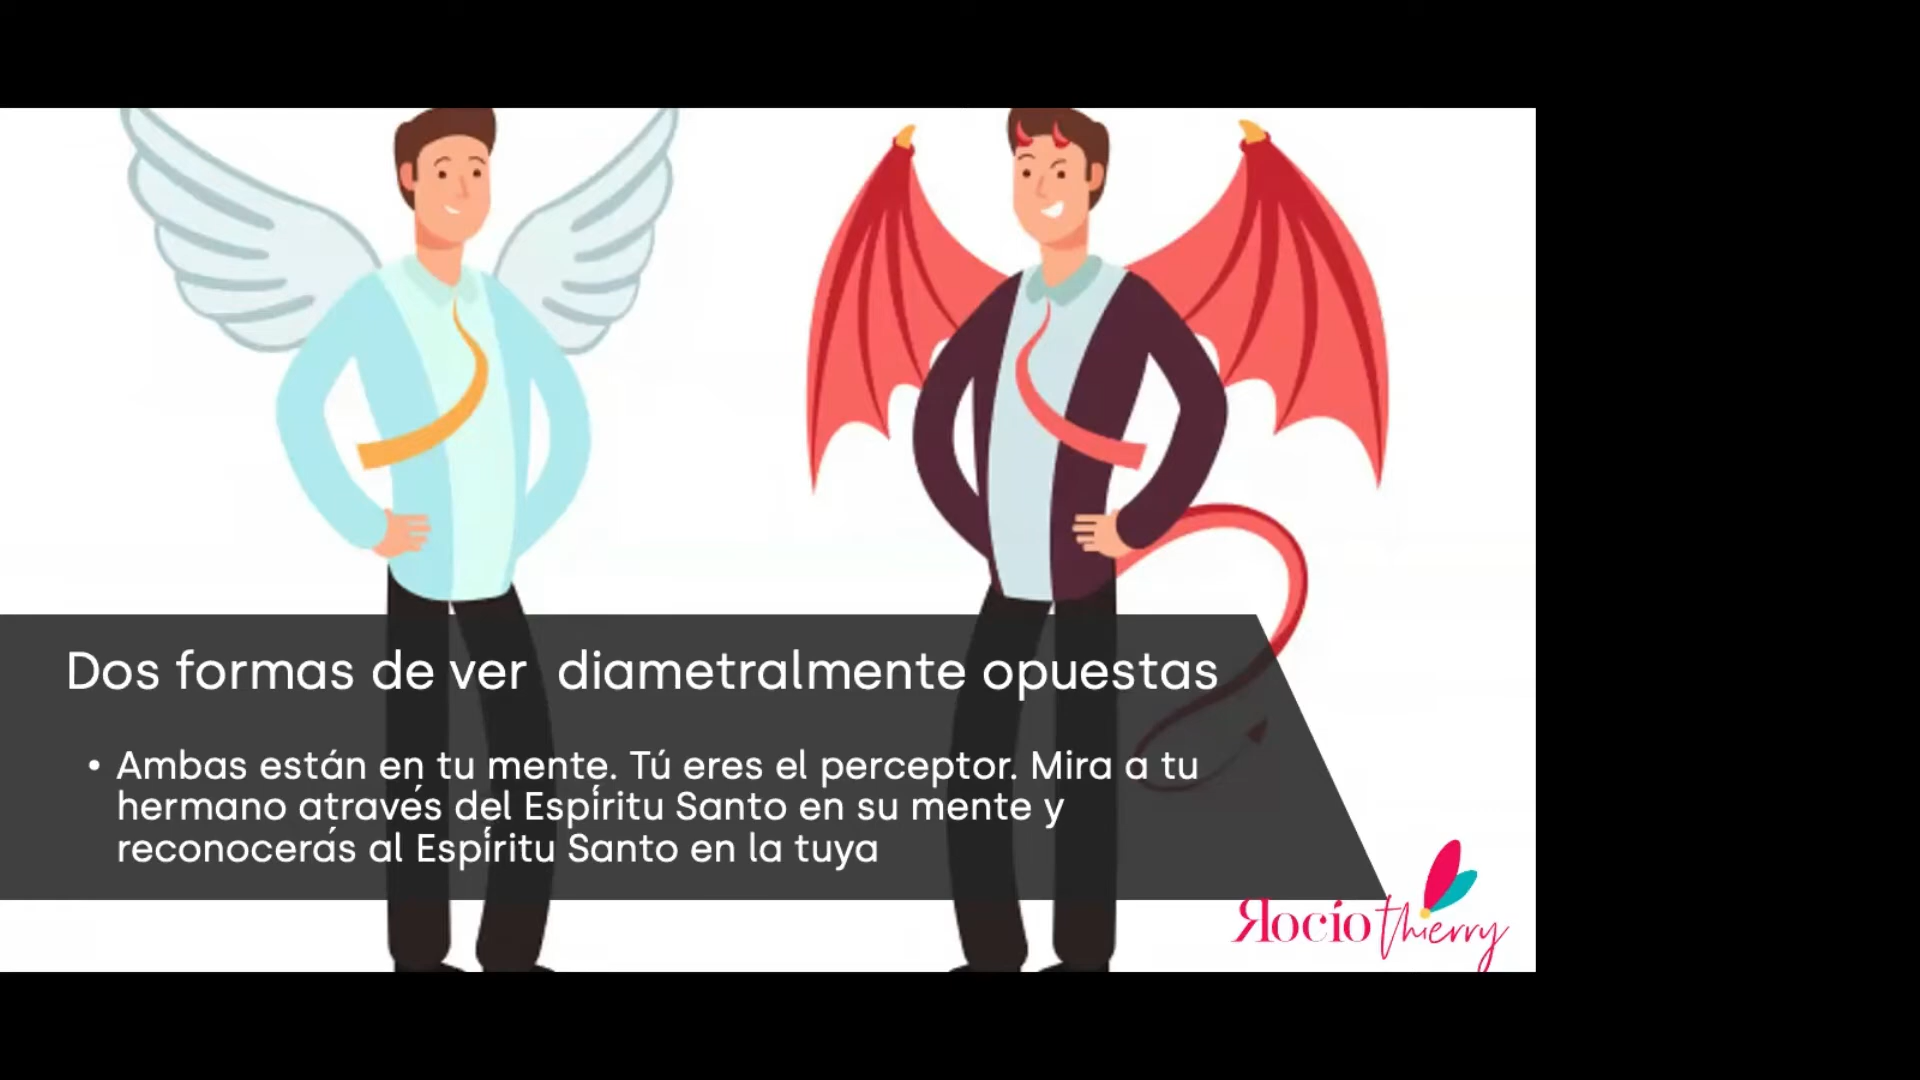 Dos formas de ver  diametralmente opuestas
• Ambas están en tu mente. Tú eres el perceptor. Mira a tu
hermano através del Espíritu Santo en su mente y
reconocerás al Espíritu Santo en la tuya
Rocío thierry